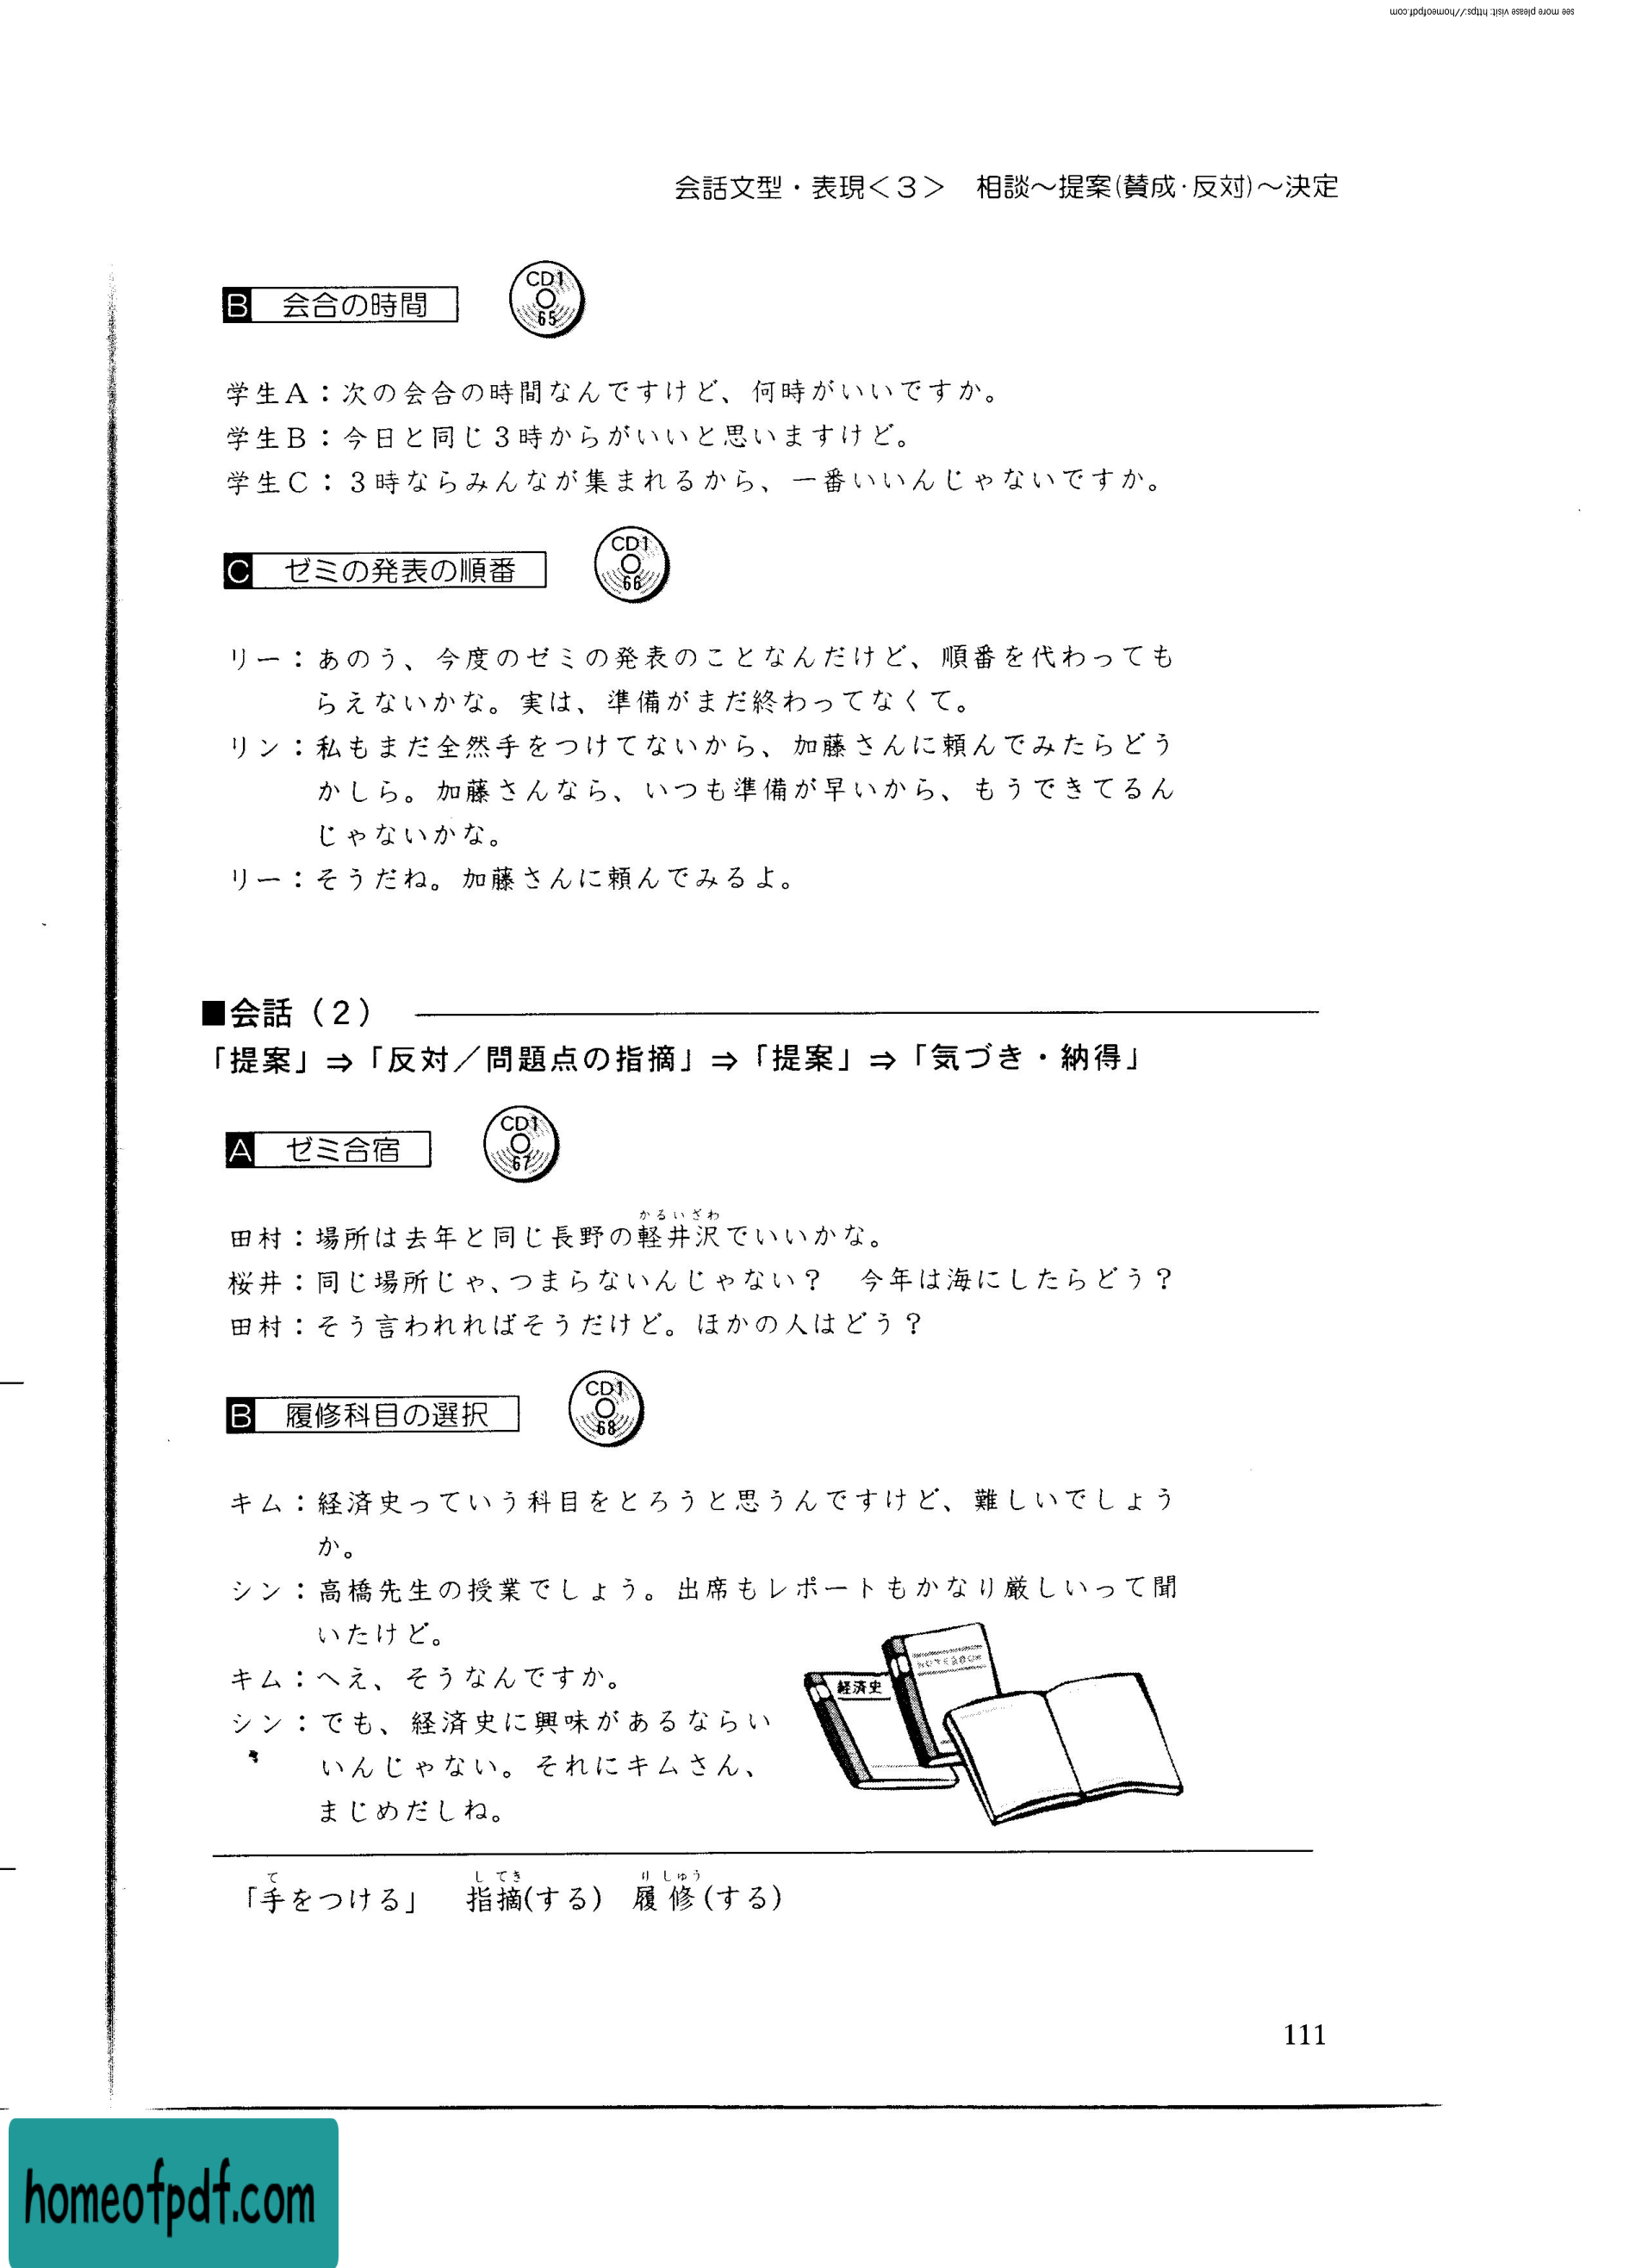 see more please visit: https://homeofpdf.com
会話文型・表現＜３＞　相談～提案(賛成・反対)～決定
B　会合の時間
CD1
65
学生A：次の会合の時間なんですけど、何時がいいですか。
学生B：今日と同じ３時からがいいと思いますけど。
学生C：３時ならみんなが集まれるから、一番いいんじゃないですか。
C　ゼミの発表の順番
CD1
66
リー：あのう、今度のゼミの発表のことなんだけど、順番を代わっても
らえないかな。実は、準備がまだ終わってなくて。
リン：私もまだ全然手をつけてないから、加藤さんに頼んでみたらどう
かしら。加藤さんなら、いつも準備が早いから、もうできてるん
じゃないかな。
リー：そうだね。加藤さんに頼んでみるよ。
■会話（２）
「提案」⇒「反対／問題点の指摘」⇒「提案」⇒「気づき・納得」
A　ゼミ合宿
CD1
67
かるいざわ
田村：場所は去年と同じ長野の軽井沢でいいかな。
桜井：同じ場所じゃ、つまらないんじゃない？　今年は海にしたらどう？
田村：そう言われればそうだけど。ほかの人はどう？
B　履修科目の選択
CD1
68
キム：経済史っていう科目をとろうと思うんですけど、難しいでしょう
か。
シン：高橋先生の授業でしょう。出席もレポートもかなり厳しいって聞
いたけど。
キム：へえ、そうなんですか。
シン：でも、経済史に興味があるならい
いんじゃない。それにキムさん、
まじめだしね。
NOTEBOOK
経済史
て　してき　りしゅう
「手をつける」　指摘(する)　履修(する)
111
homeofpdf.com